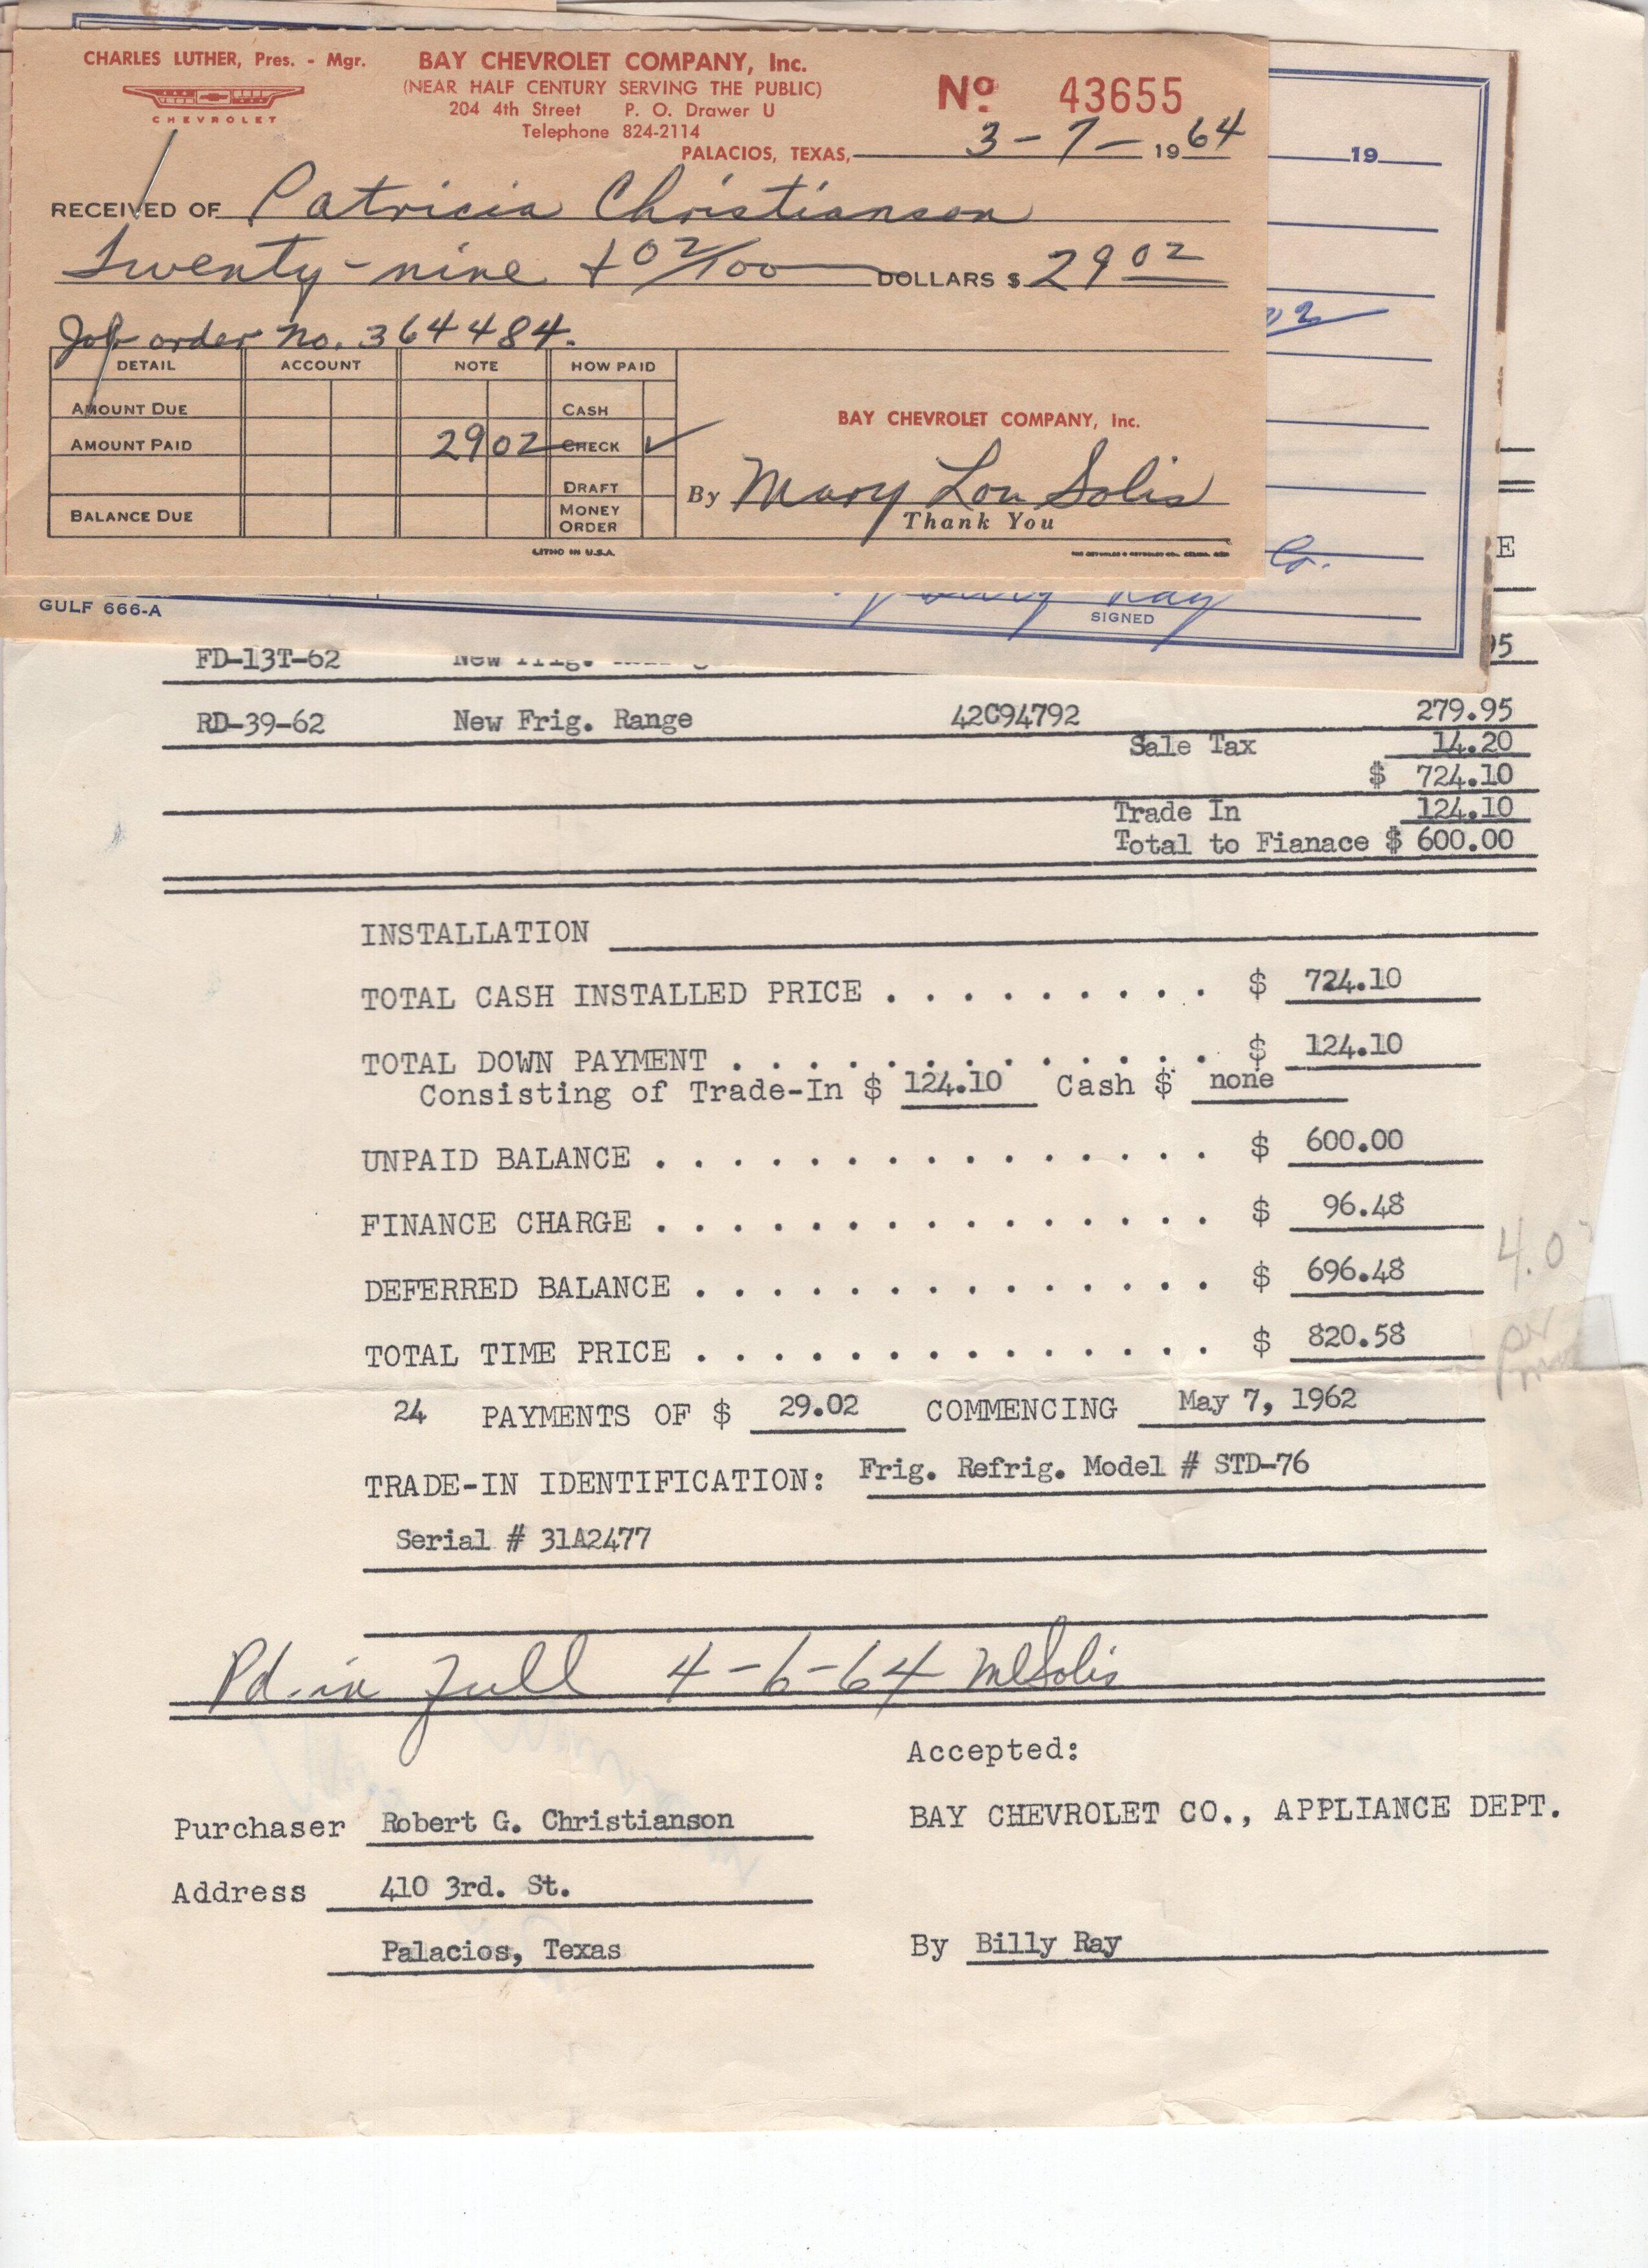 CHARLES LUTHER, Pres. - Mgr.
CHEVROLET
BAY CHEVROLET COMPANY, Inc.
(NEAR HALF CENTURY SERVING THE PUBLIC)
204 4th Street P. O. Drawer U
Telephone 824-2114
PALACIOS, TEXAS, 3-7- 1964
No 43655
RECEIVED OF Patricia Christianson
Twenty-nine + 02/100 DOLLARS $ 29 02
Job order no. 364484.
DETAIL ACCOUNT NOTE HOW PAID
AMOUNT DUE CASH
AMOUNT PAID 29 02 CHECK ✓
DRAFT
BALANCE DUE MONEY ORDER
BAY CHEVROLET COMPANY, Inc.
By Mary Lou Solis
Thank You
LITHO IN U.S.A.
19
02
Co.
E
GULF 666-A
Ray
SIGNED
FD-13T-62 New Frig. 95
RD-39-62 New Frig. Range 42C94792 279.95
Sale Tax 14.20
$ 724.10
Trade In 124.10
Total to Fianace $ 600.00
INSTALLATION
TOTAL CASH INSTALLED PRICE . . . . . . . . . $ 724.10
TOTAL DOWN PAYMENT . . . . . . . . . . . . . $ 124.10
Consisting of Trade-In $ 124.10 Cash $ none
UNPAID BALANCE . . . . . . . . . . . . . . . $ 600.00
FINANCE CHARGE . . . . . . . . . . . . . . . $ 96.48
4.0
DEFERRED BALANCE . . . . . . . . . . . . . . $ 696.48
TOTAL TIME PRICE . . . . . . . . . . . . . . $ 820.58
per
24 PAYMENTS OF $ 29.02 COMMENCING May 7, 1962
TRADE-IN IDENTIFICATION: Frig. Refrig. Model # STD-76
Serial # 31A2477
Pd. in full 4-6-64 MLSolis
Accepted:
Purchaser Robert G. Christianson
BAY CHEVROLET CO., APPLIANCE DEPT.
Address 410 3rd. St.
Palacios, Texas
By Billy Ray